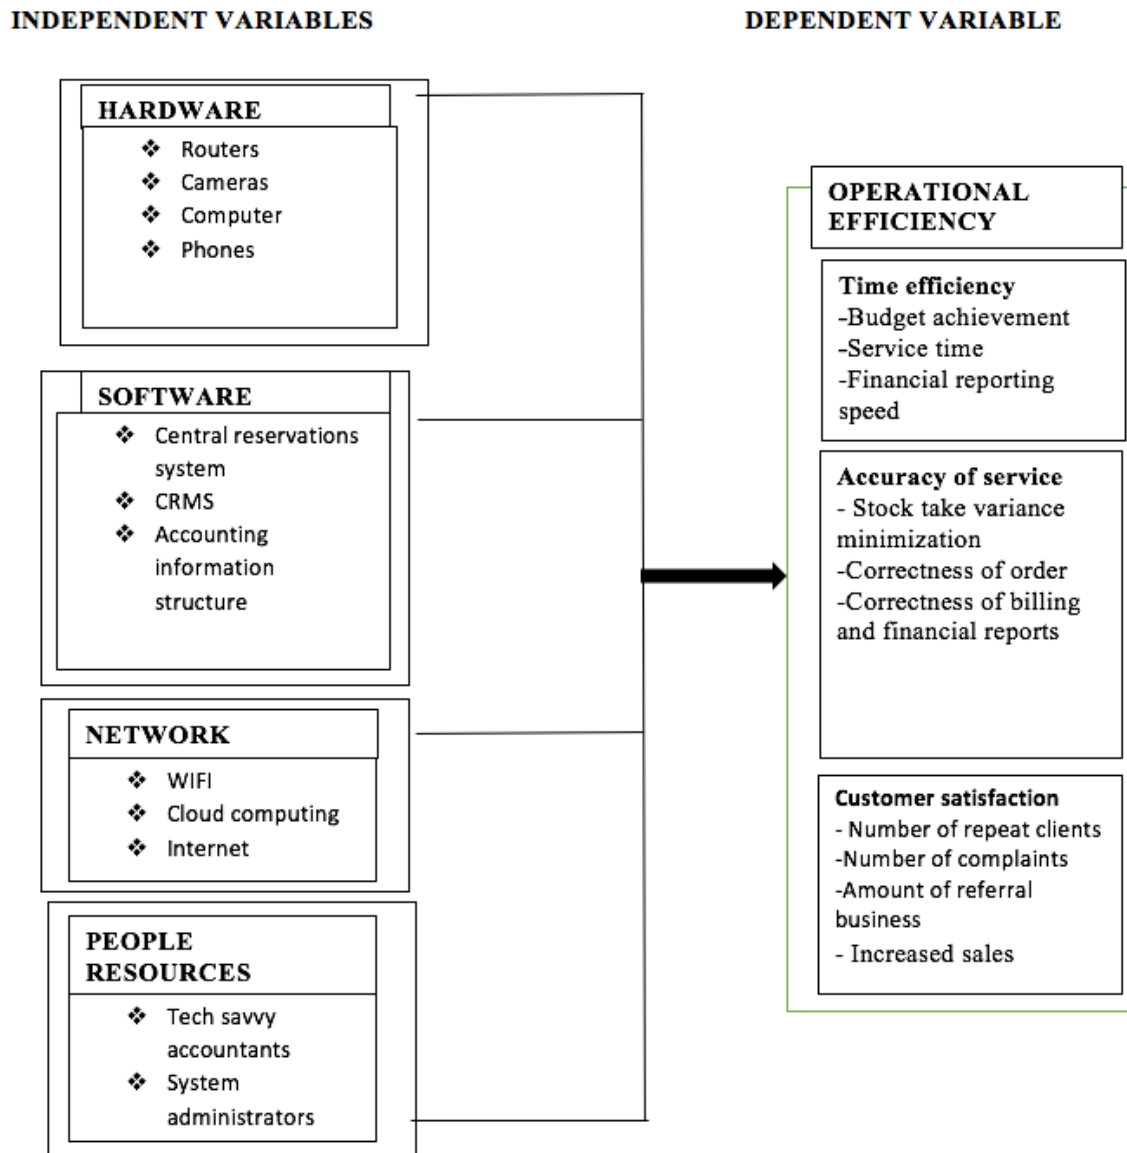 INDEPENDENT VARIABLES
DEPENDENT VARIABLE
HARDWARE
❖ Routers
❖ Cameras
❖ Computer
❖ Phones
SOFTWARE
❖ Central reservations
system
❖ CRMS
❖ Accounting
information
structure
NETWORK
❖ WIFI
❖ Cloud computing
❖ Internet
PEOPLE
RESOURCES
❖ Tech savvy
accountants
❖ System
administrators
OPERATIONAL
EFFICIENCY
Time efficiency
-Budget achievement
-Service time
-Financial reporting
speed
Accuracy of service
- Stock take variance
minimization
-Correctness of order
-Correctness of billing
and financial reports
Customer satisfaction
- Number of repeat clients
-Number of complaints
-Amount of referral
business
- Increased sales